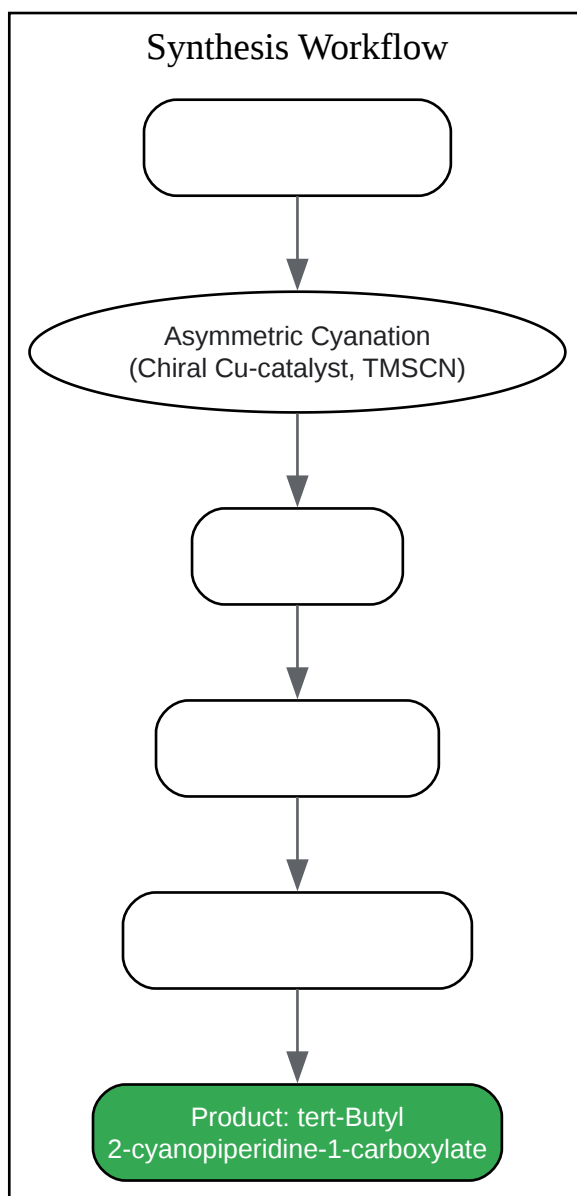 Synthesis Workflow
Asymmetric Cyanation
(Chiral Cu-catalyst, TMSCN)
Product: tert-Butyl
2-cyanopiperidine-1-carboxylate